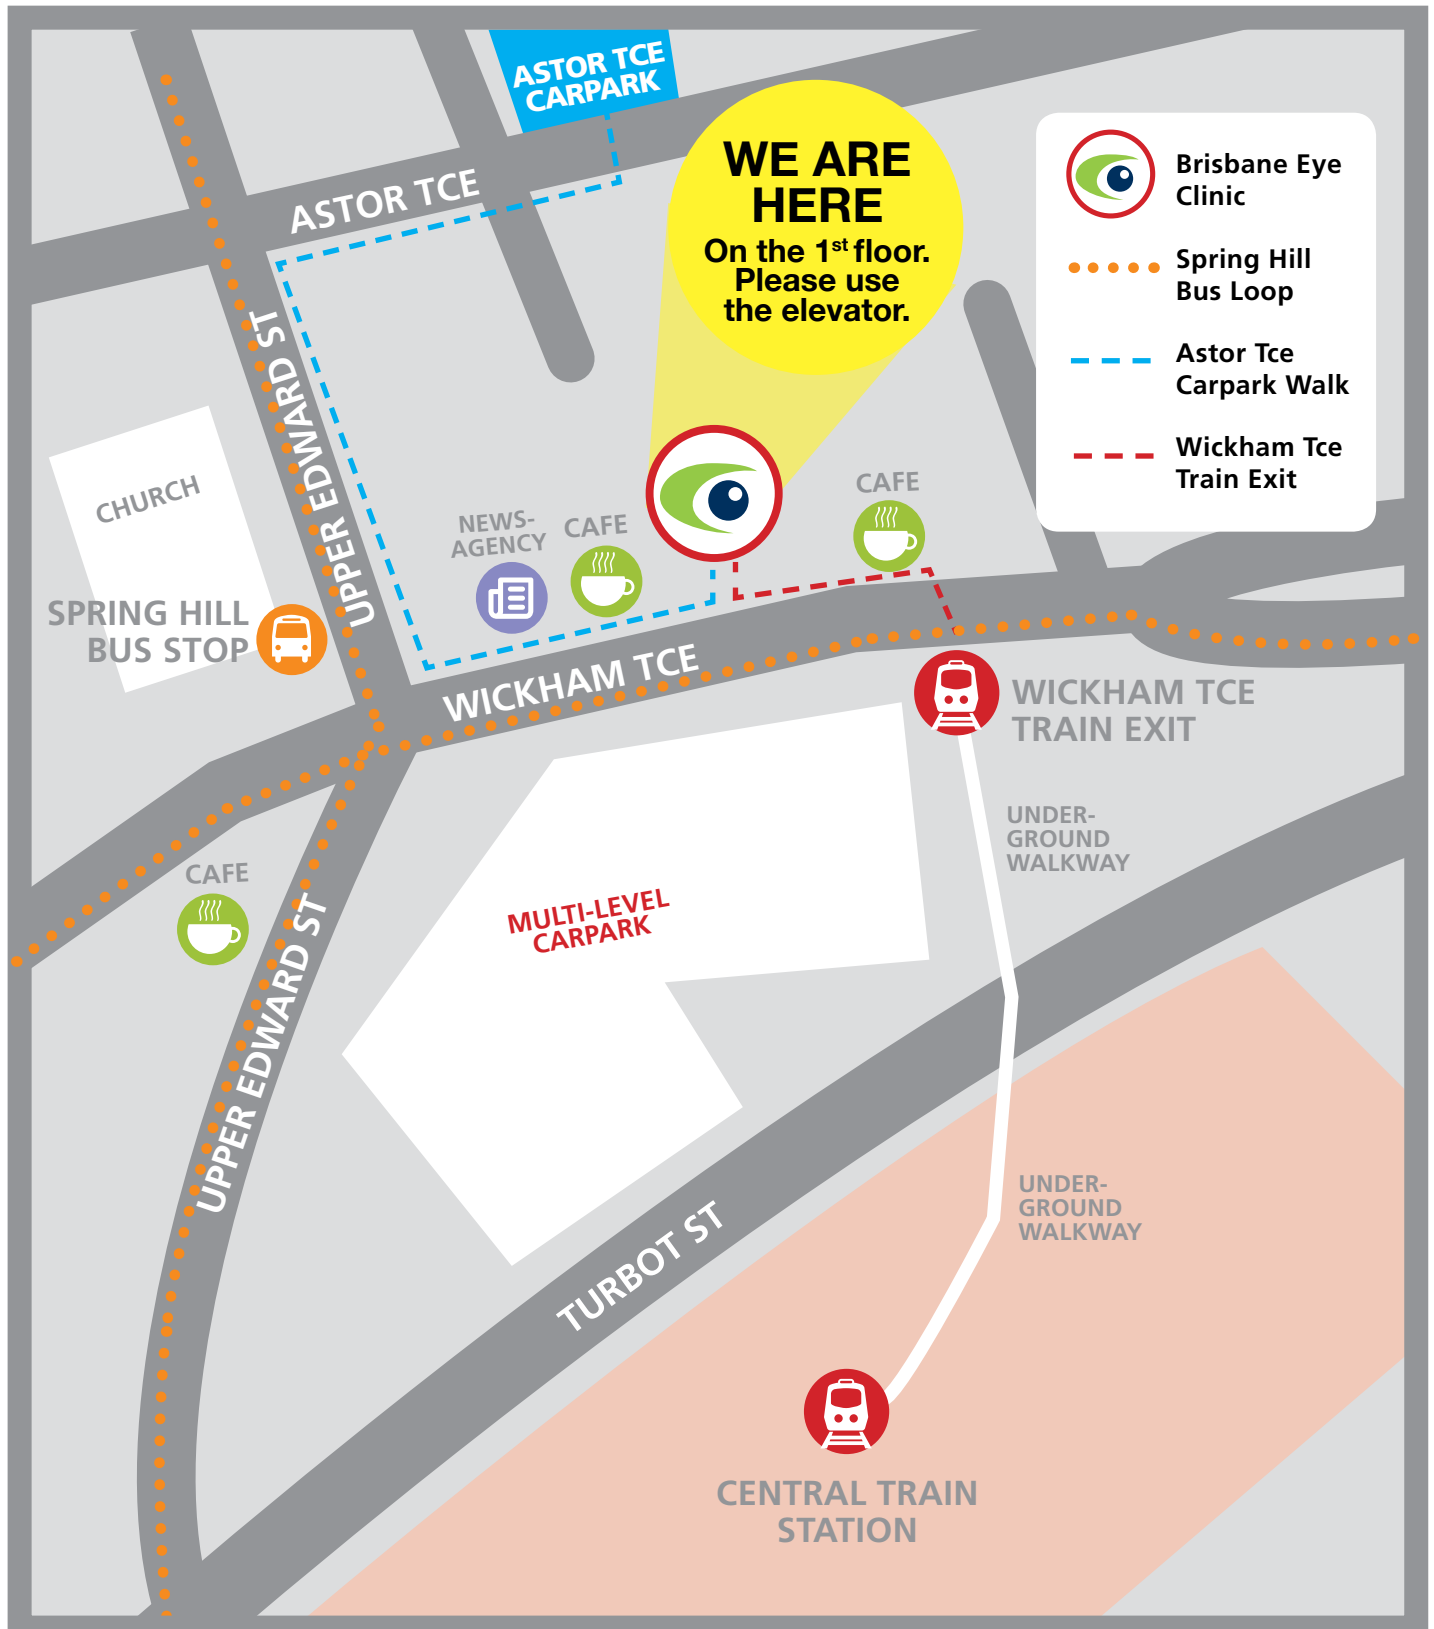 ASTOR TCE
CARPARK
WE ARE
HERE
On the 1st floor.
Please use
the elevator.
Brisbane Eye
Clinic
Spring Hill
Bus Loop
Astor Tce
Carpark Walk
Wickham Tce
Train Exit
ASTOR TCE
UPPER EDWARD ST
CHURCH
NEWS-
AGENCY
CAFE
CAFE
SPRING HILL
BUS STOP
WICKHAM TCE
WICKHAM TCE
TRAIN EXIT
UNDER-
GROUND
WALKWAY
CAFE
MULTI-LEVEL
CARPARK
UPPER EDWARD ST
UNDER-
GROUND
WALKWAY
TURBOT ST
CENTRAL TRAIN
STATION